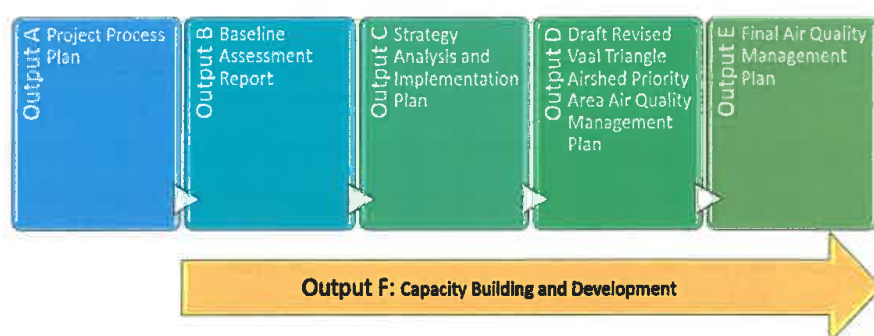 Output A
Project Process
Plan
Output B
Baseline
Assessment
Report
Output C
Strategy
Analysis and
Implementation
Plan
Output D
Draft Revised
Vaal Triangle
Airshed Priority
Area Air Quality
Management
Plan
Output E
Final Air Quality
Management
Plan
Output F: Capacity Building and Development